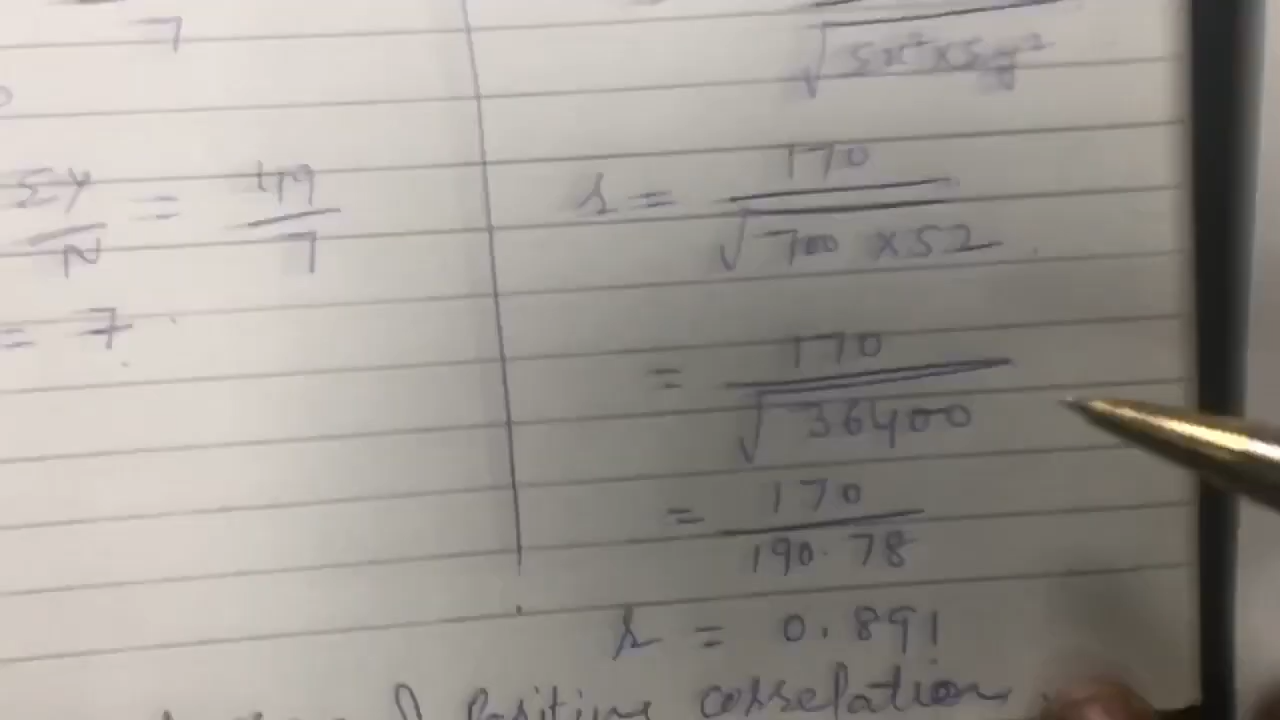 7
√Σx²×Σy²
ΣY/N = 49/7
= 7
r = 170/√700 ×52
= 170/√36400
= 170/190.78
r = 0.891
Positive correlation